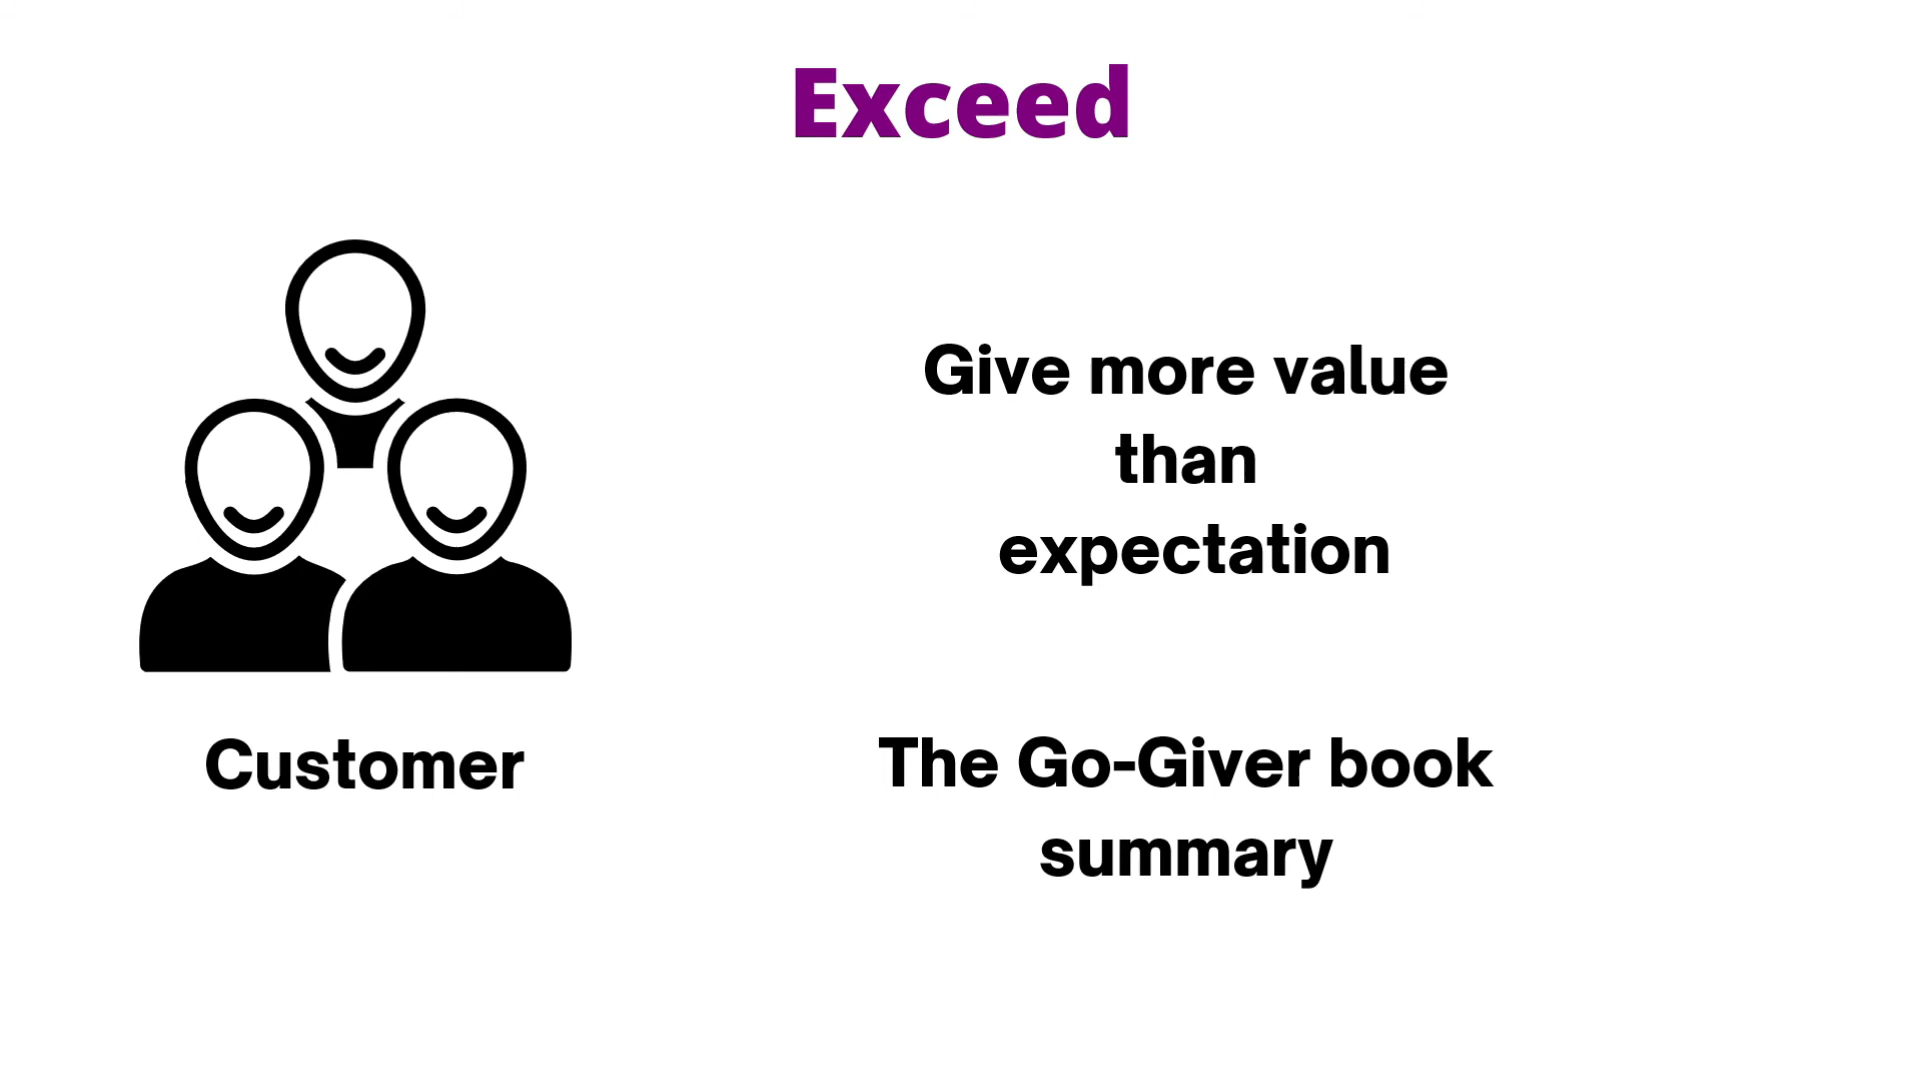 Exceed
Give more value
than
expectation
Customer
The Go-Giver book
summary